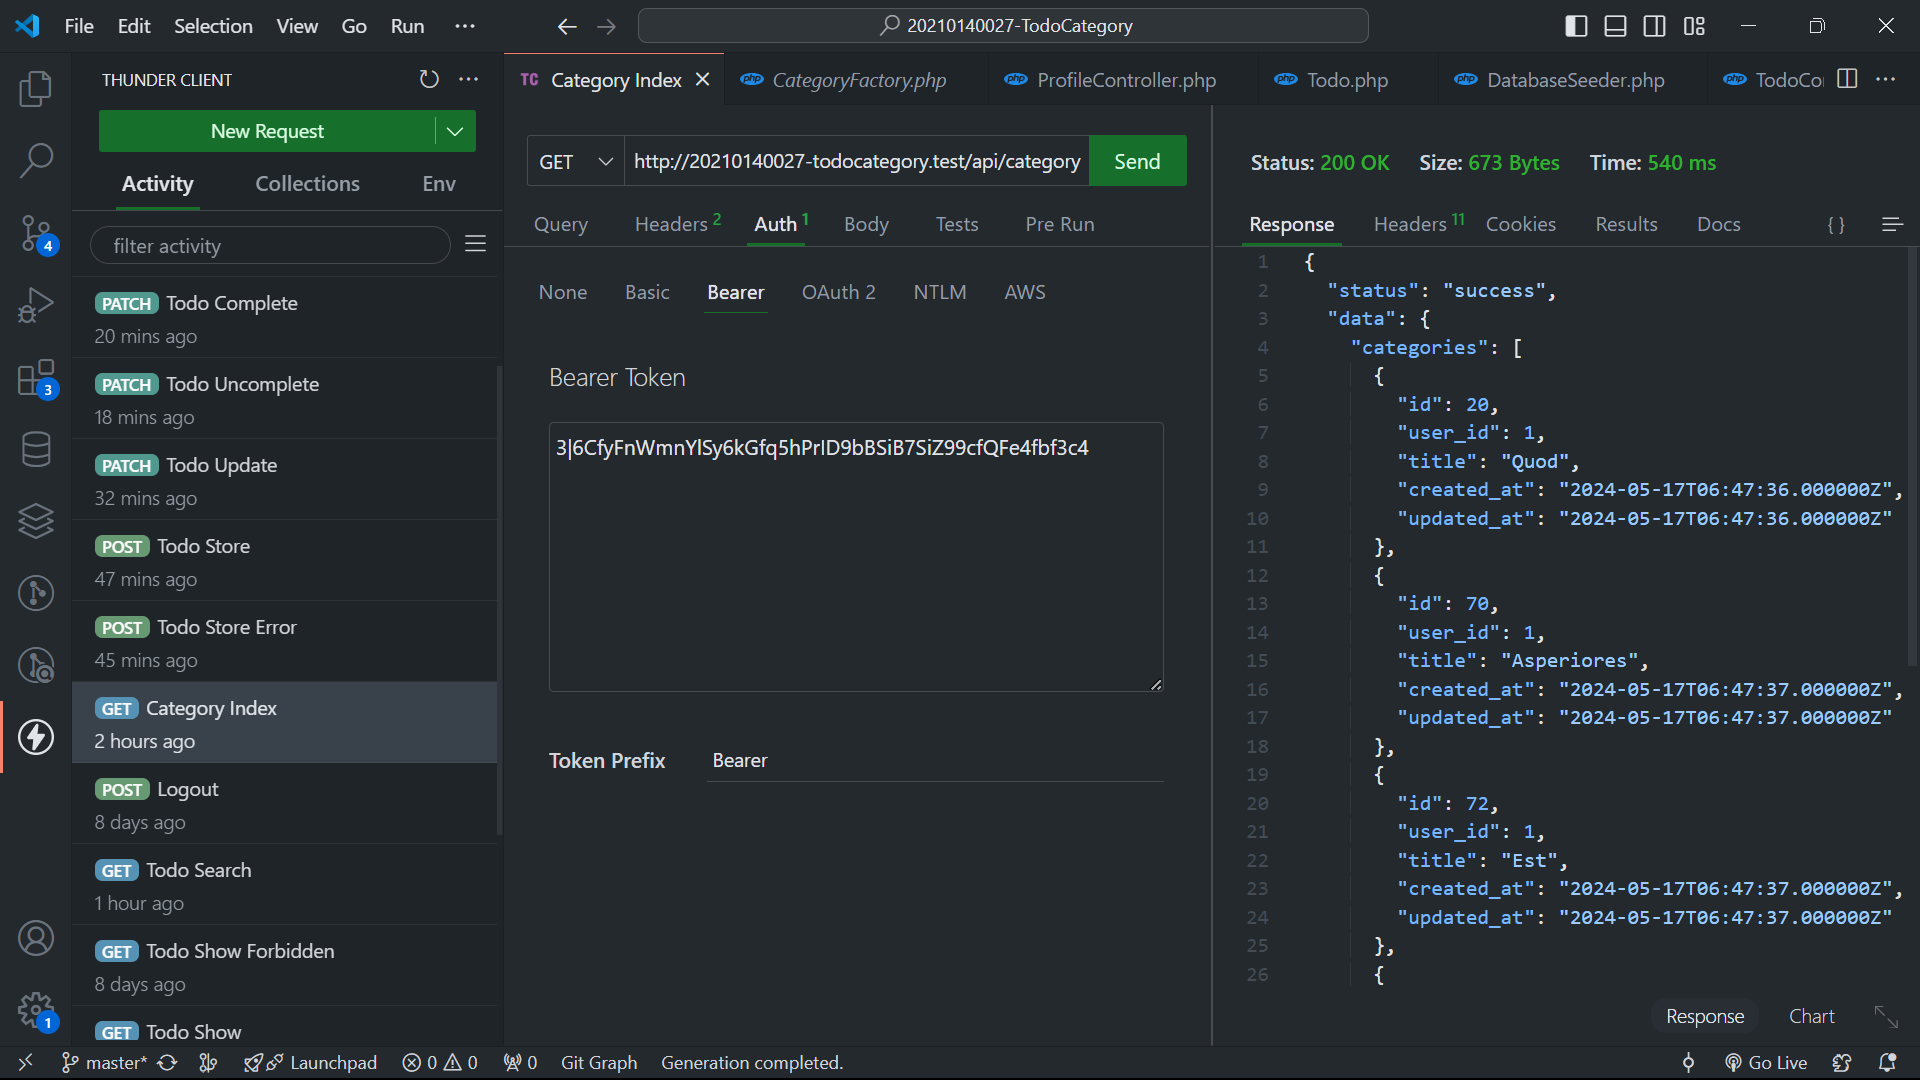 File Edit Selection View Go Run ···
20210140027-TodoCategory
THUNDER CLIENT
New Request
Activity Collections Env
filter activity
PATCH Todo Complete
20 mins ago
PATCH Todo Uncomplete
18 mins ago
PATCH Todo Update
32 mins ago
POST Todo Store
47 mins ago
POST Todo Store Error
45 mins ago
GET Category Index
2 hours ago
POST Logout
8 days ago
GET Todo Search
1 hour ago
GET Todo Show Forbidden
8 days ago
GET Todo Show
4
3
1
TC Category Index
php CategoryFactory.php
php ProfileController.php
php Todo.php
php DatabaseSeeder.php
php TodoCo
GET http://20210140027-todocategory.test/api/category Send
Query Headers 2 Auth 1 Body Tests Pre Run
None Basic Bearer OAuth 2 NTLM AWS
Bearer Token
3|6CfyFnWmnYlSy6kGfq5hPrID9bBSiB7SiZ99cfQFe4fbf3c4
Token Prefix Bearer
Status: 200 OK Size: 673 Bytes Time: 540 ms
Response Headers 11 Cookies Results Docs { }
1 {
2 "status": "success",
3 "data": {
4 "categories": [
5 {
6 "id": 20,
7 "user_id": 1,
8 "title": "Quod",
9 "created_at": "2024-05-17T06:47:36.000000Z",
10 "updated_at": "2024-05-17T06:47:36.000000Z"
11 },
12 {
13 "id": 70,
14 "user_id": 1,
15 "title": "Asperiores",
16 "created_at": "2024-05-17T06:47:37.000000Z",
17 "updated_at": "2024-05-17T06:47:37.000000Z"
18 },
19 {
20 "id": 72,
21 "user_id": 1,
22 "title": "Est",
23 "created_at": "2024-05-17T06:47:37.000000Z",
24 "updated_at": "2024-05-17T06:47:37.000000Z"
25 },
26 {
Response Chart
master* Launchpad 0 0 0 Git Graph Generation completed. Go Live